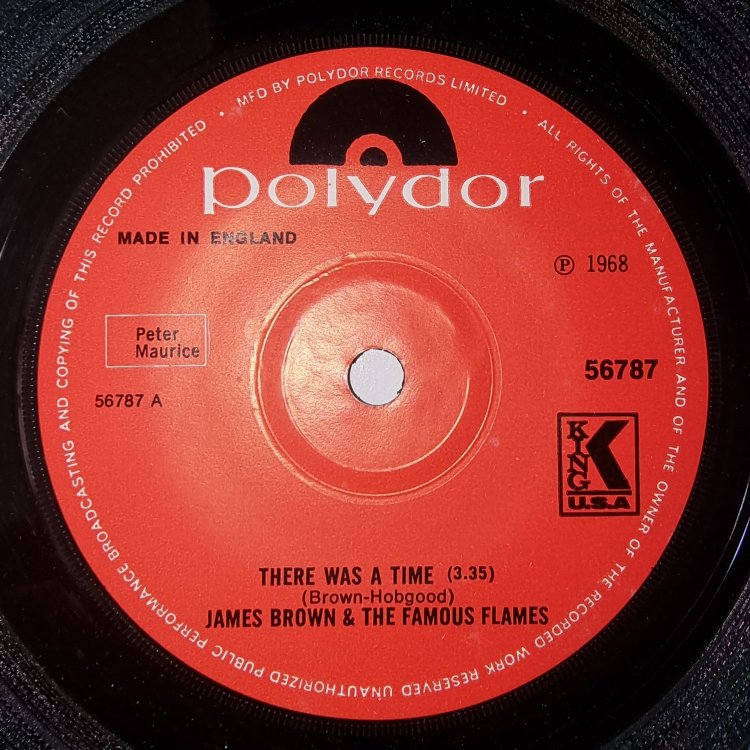 MFD BY POLYDOR RECORDS LIMITED • ALL RIGHTS OF THE MANUFACTURER AND OF THE OWNER OF THE RECORDED WORK RESERVED UNAUTHORIZED PUBLIC PERFORMANCE BROADCASTING AND COPYING OF THIS RECORD PROHIBITED •
polydor
MADE IN ENGLAND
℗ 1968
Peter
Maurice
56787
56787 A
KING
K
U.S.A
THERE WAS A TIME (3.35)
(Brown-Hobgood)
JAMES BROWN & THE FAMOUS FLAMES